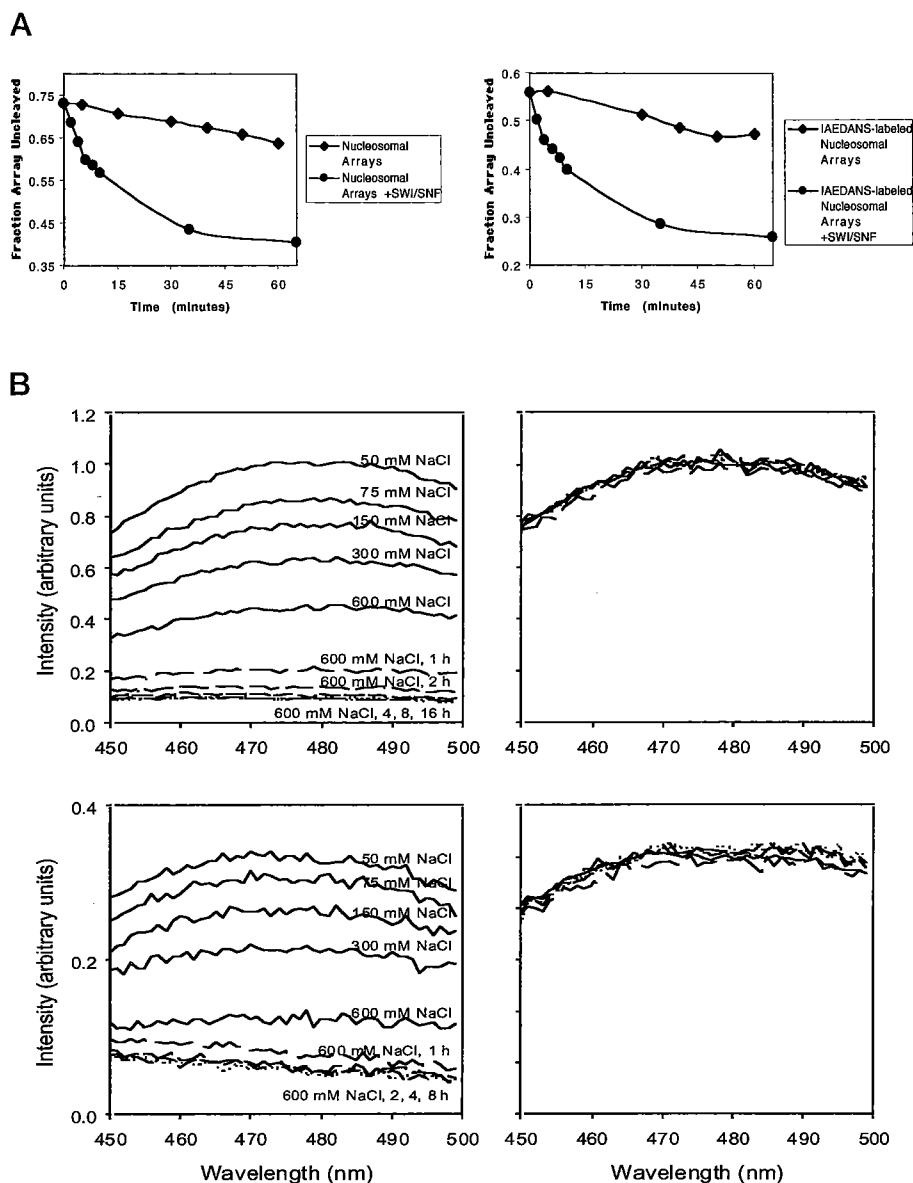 A
Fraction Array Uncleaved
0.75
0.65
0.55
0.45
0.35
0 15 30 45 60
Time (minutes)
Nucleosomal
Arrays
Nucleosomal
Arrays +SWI/SNF
Fraction Array Uncleaved
0.6
0.5
0.4
0.3
0.2
0 15 30 45 60
Time (minutes)
IAEDANS-labeled
Nucleosomal
Arrays
IAEDANS-labeled
Nucleosomal
Arrays
+SWI/SNF
B
Intensity (arbitrary units)
1.2
1.0
0.8
0.6
0.4
0.2
0.0
50 mM NaCl
75 mM NaCl
150 mM NaCl
300 mM NaCl
600 mM NaCl
600 mM NaCl, 1 h
600 mM NaCl, 2 h
600 mM NaCl, 4, 8, 16 h
450 460 470 480 490 500
450 460 470 480 490 500
Intensity (arbitrary units)
0.4
0.2
0.0
50 mM NaCl
75 mM NaCl
150 mM NaCl
300 mM NaCl
600 mM NaCl
600 mM NaCl, 1 h
600 mM NaCl, 2, 4, 8 h
450 460 470 480 490 500
Wavelength (nm)
450 460 470 480 490 500
Wavelength (nm)